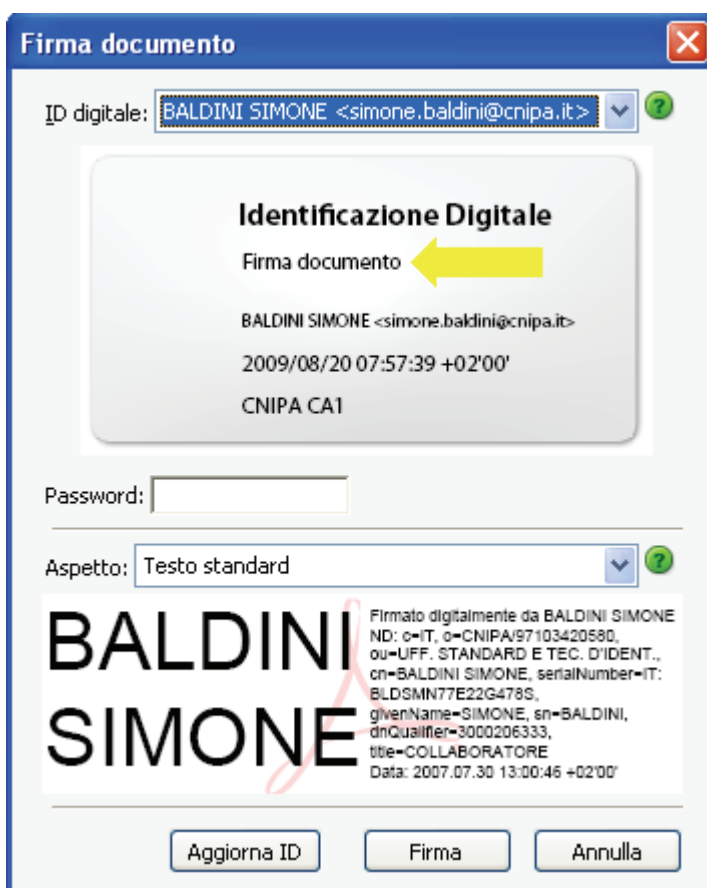 Firma documento
ID digitale: BALDINI SIMONE <simone.baldini@cnipa.it>
Identificazione Digitale
Firma documento
BALDINI SIMONE <simone.baldini@cnipa.it>
2009/08/20 07:57:39 +02'00'
CNIPA CA1
Password:
Aspetto: Testo standard
BALDINI
SIMONE
Firmato digitalmente da BALDINI SIMONE
ND: c=IT, o=CNIPA/97103420580,
ou=UFF. STANDARD E TEC. D'IDENT.,
cn=BALDINI SIMONE, serialNumber=IT:
BLDSMN77E22G478S,
givenName=SIMONE, sn=BALDINI,
dnQualifier=3000206333,
title=COLLABORATORE
Data: 2007.07.30 13:00:46 +02'00'
Aggiorna ID Firma Annulla